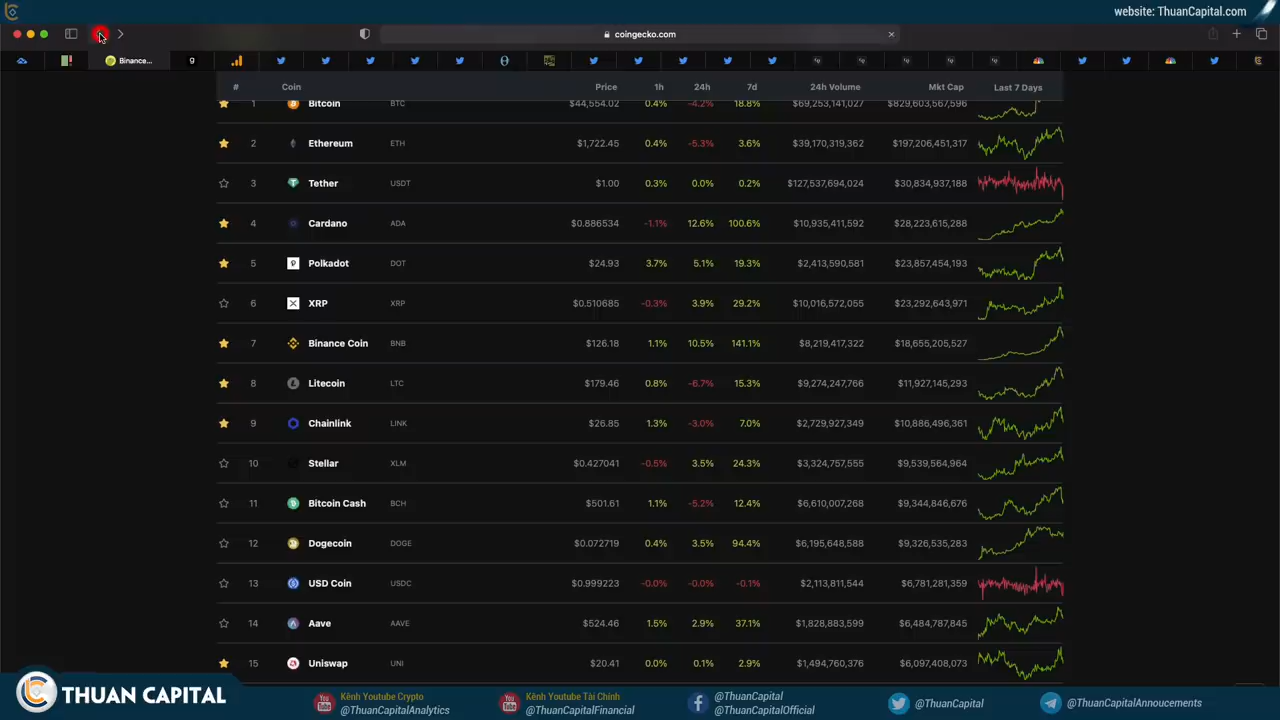 website: ThuanCapital.com
coingecko.com
Binance...
# Coin Price 1h 24h 7d 24h Volume Mkt Cap Last 7 Days
1 Bitcoin BTC $44,554.02 0.4% -4.2% 18.8% $69,253,141,027 $829,603,567,596
2 Ethereum ETH $1,722.45 0.4% -5.3% 3.6% $39,170,319,362 $197,206,451,317
3 Tether USDT $1.00 0.3% 0.0% 0.2% $127,537,694,024 $30,834,937,188
4 Cardano ADA $0.886534 -1.1% 12.6% 100.6% $10,935,411,592 $28,223,615,288
5 Polkadot DOT $24.93 3.7% 5.1% 19.3% $2,413,590,581 $23,857,454,193
6 XRP XRP $0.510685 -0.3% 3.9% 29.2% $10,016,572,055 $23,292,643,971
7 Binance Coin BNB $126.18 1.1% 10.5% 141.1% $8,219,417,322 $18,655,205,527
8 Litecoin LTC $179.46 0.8% -6.7% 15.3% $9,274,247,766 $11,927,145,293
9 Chainlink LINK $26.85 1.3% -3.0% 7.0% $2,729,927,349 $10,886,496,361
10 Stellar XLM $0.427041 -0.5% 3.5% 24.3% $3,324,757,555 $9,539,564,964
11 Bitcoin Cash BCH $501.61 1.1% -5.2% 12.4% $6,610,007,268 $9,344,846,676
12 Dogecoin DOGE $0.072719 0.4% 3.5% 94.4% $6,195,648,588 $9,326,535,283
13 USD Coin USDC $0.999223 -0.0% -0.0% -0.1% $2,113,811,544 $6,781,281,359
14 Aave AAVE $524.46 1.5% 2.9% 37.1% $1,828,883,599 $6,484,787,845
15 Uniswap UNI $20.41 0.0% 0.1% 2.9% $1,494,760,376 $6,097,408,073
THUAN CAPITAL
Kênh Youtube Crypto
@ThuanCapitalAnalytics
Kênh Youtube Tài Chính
@ThuanCapitalFinancial
@ThuanCapital
@ThuanCapitalOfficial
@ThuanCapital
@ThuanCapitalAnnoucements